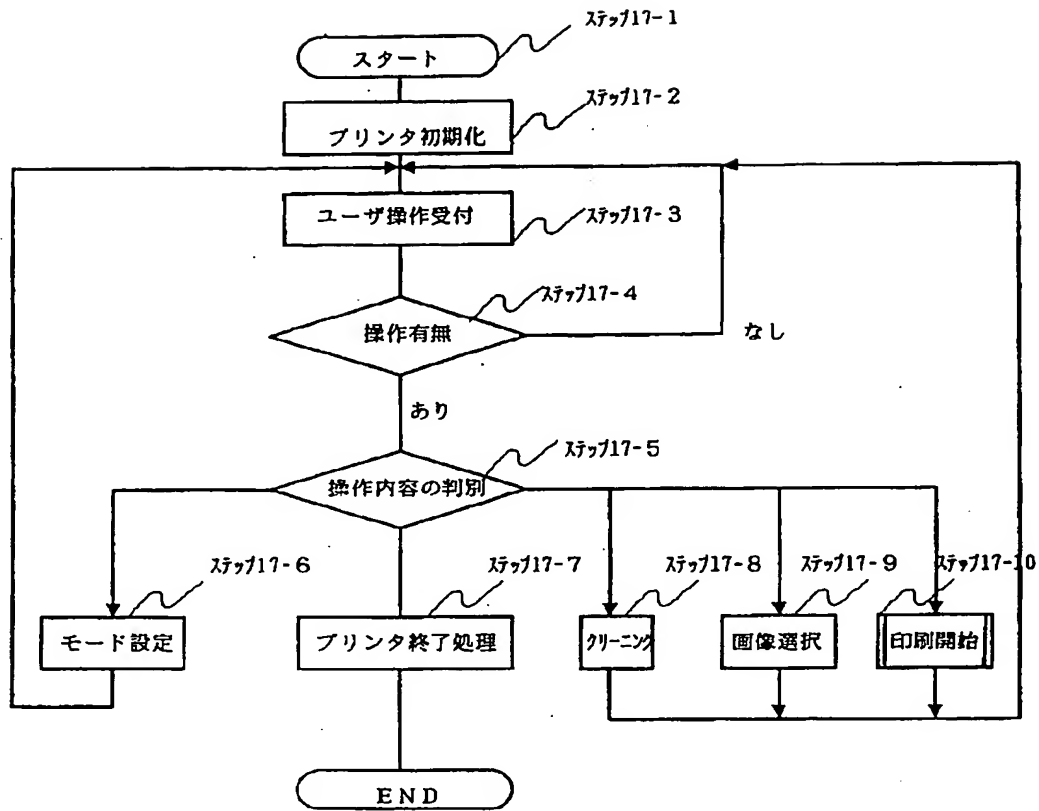 ステップ17-1
スタート
ステップ17-2
プリンタ初期化
ユーザ操作受付
ステップ17-3
ステップ17-4
操作有無
なし
あり
ステップ17-5
操作内容の判別
ステップ17-6
ステップ17-7
ステップ17-8
ステップ17-9
ステップ17-10
モード設定
プリンタ終了処理
クリーニング
画像選択
印刷開始
END